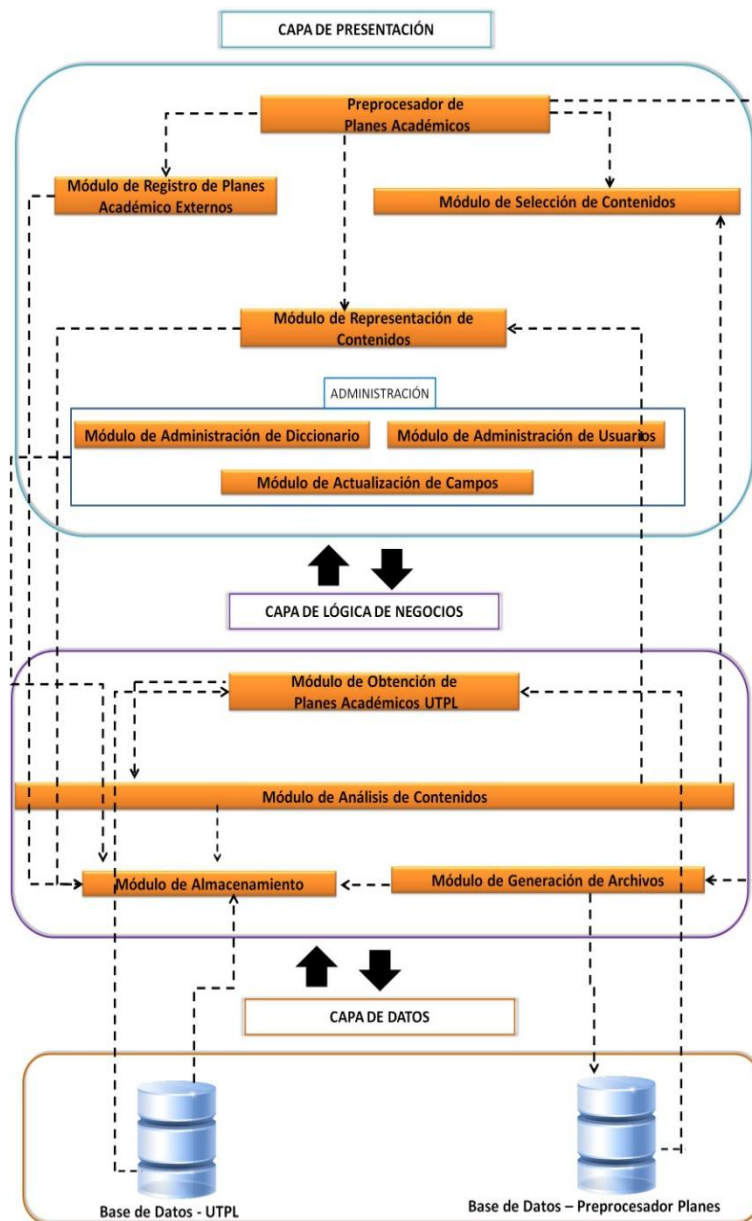 CAPA DE PRESENTACIÓN
Preprocesador de
Planes Académicos
Módulo de Registro de Planes
Académico Externos
Módulo de Selección de Contenidos
Módulo de Representación de
Contenidos
ADMINISTRACIÓN
Módulo de Administración de Diccionario
Módulo de Administración de Usuarios
Módulo de Actualización de Campos
CAPA DE LÓGICA DE NEGOCIOS
Módulo de Obtención de
Planes Académicos UTPL
Módulo de Análisis de Contenidos
Módulo de Almacenamiento
Módulo de Generación de Archivos
CAPA DE DATOS
Base de Datos - UTPL
Base de Datos – Preprocesador Planes